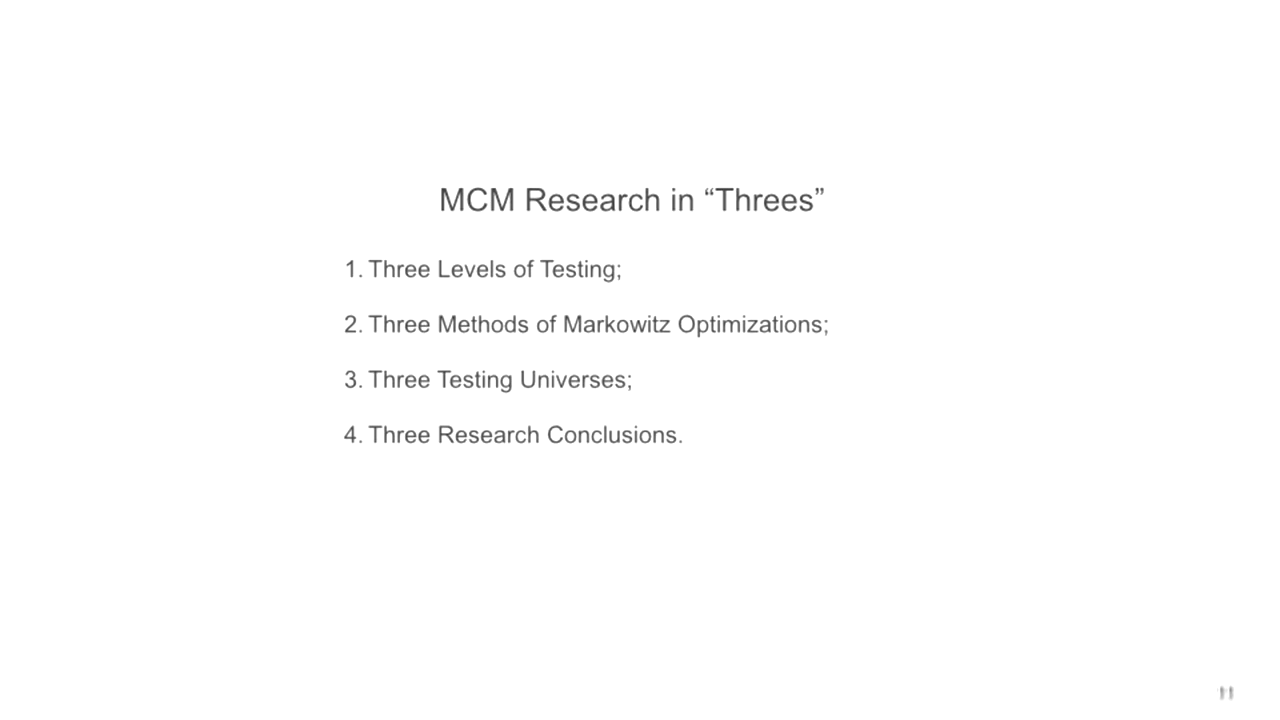 MCM Research in “Threes”
1. Three Levels of Testing;
2. Three Methods of Markowitz Optimizations;
3. Three Testing Universes;
4. Three Research Conclusions.
11